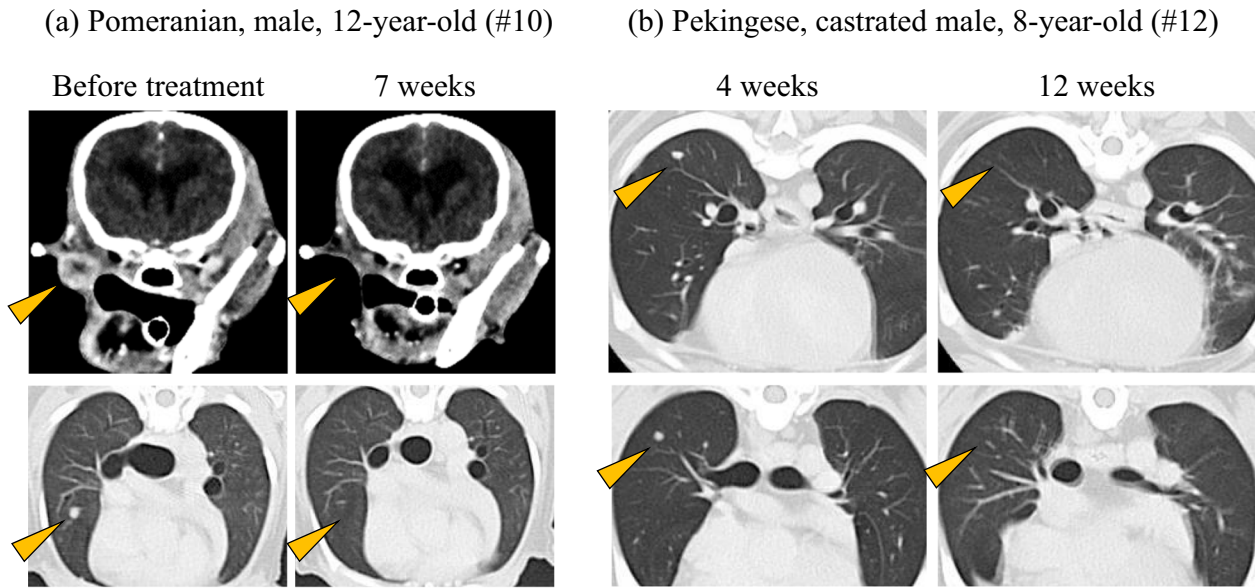 (a) Pomeranian, male, 12-year-old (#10)
(b) Pekingese, castrated male, 8-year-old (#12)
Before treatment
7 weeks
4 weeks
12 weeks